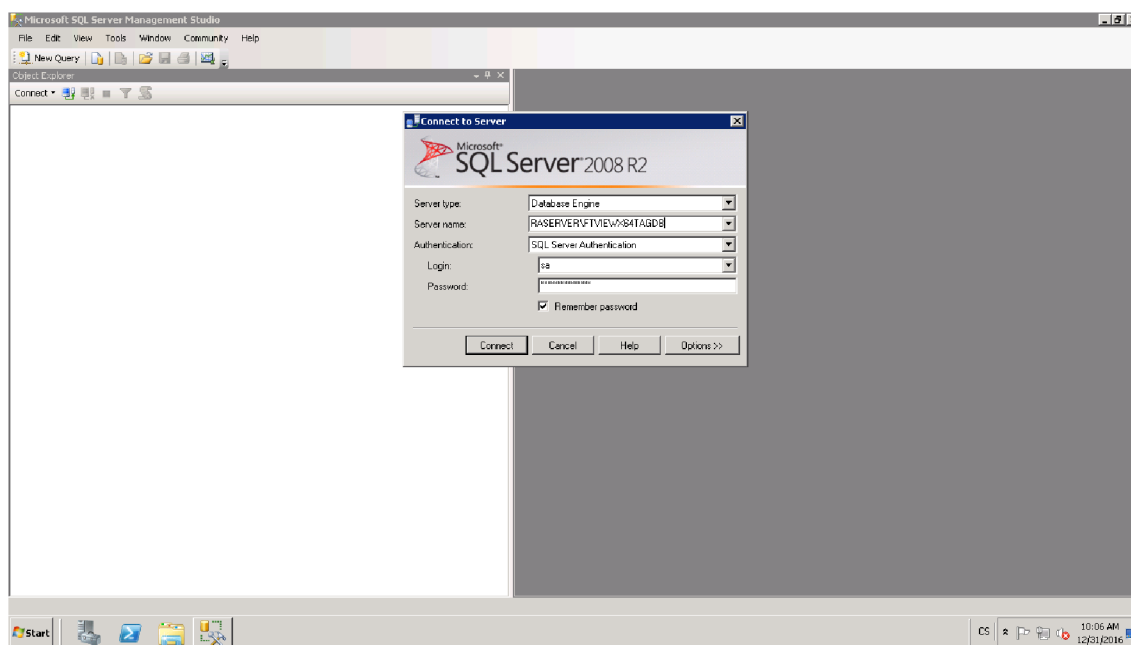 Microsoft SQL Server Management Studio
File Edit View Tools Window Community Help
New Query
Object Explorer
Connect
Connect to Server
Microsoft
SQL Server 2008 R2
Server type: Database Engine
Server name: RASERVER\FTVIEWX64TAGDB
Authentication: SQL Server Authentication
Login: sa
Password: *************
Remember password
Connect Cancel Help Options >>
Start
CS 10:06 AM
12/31/2016